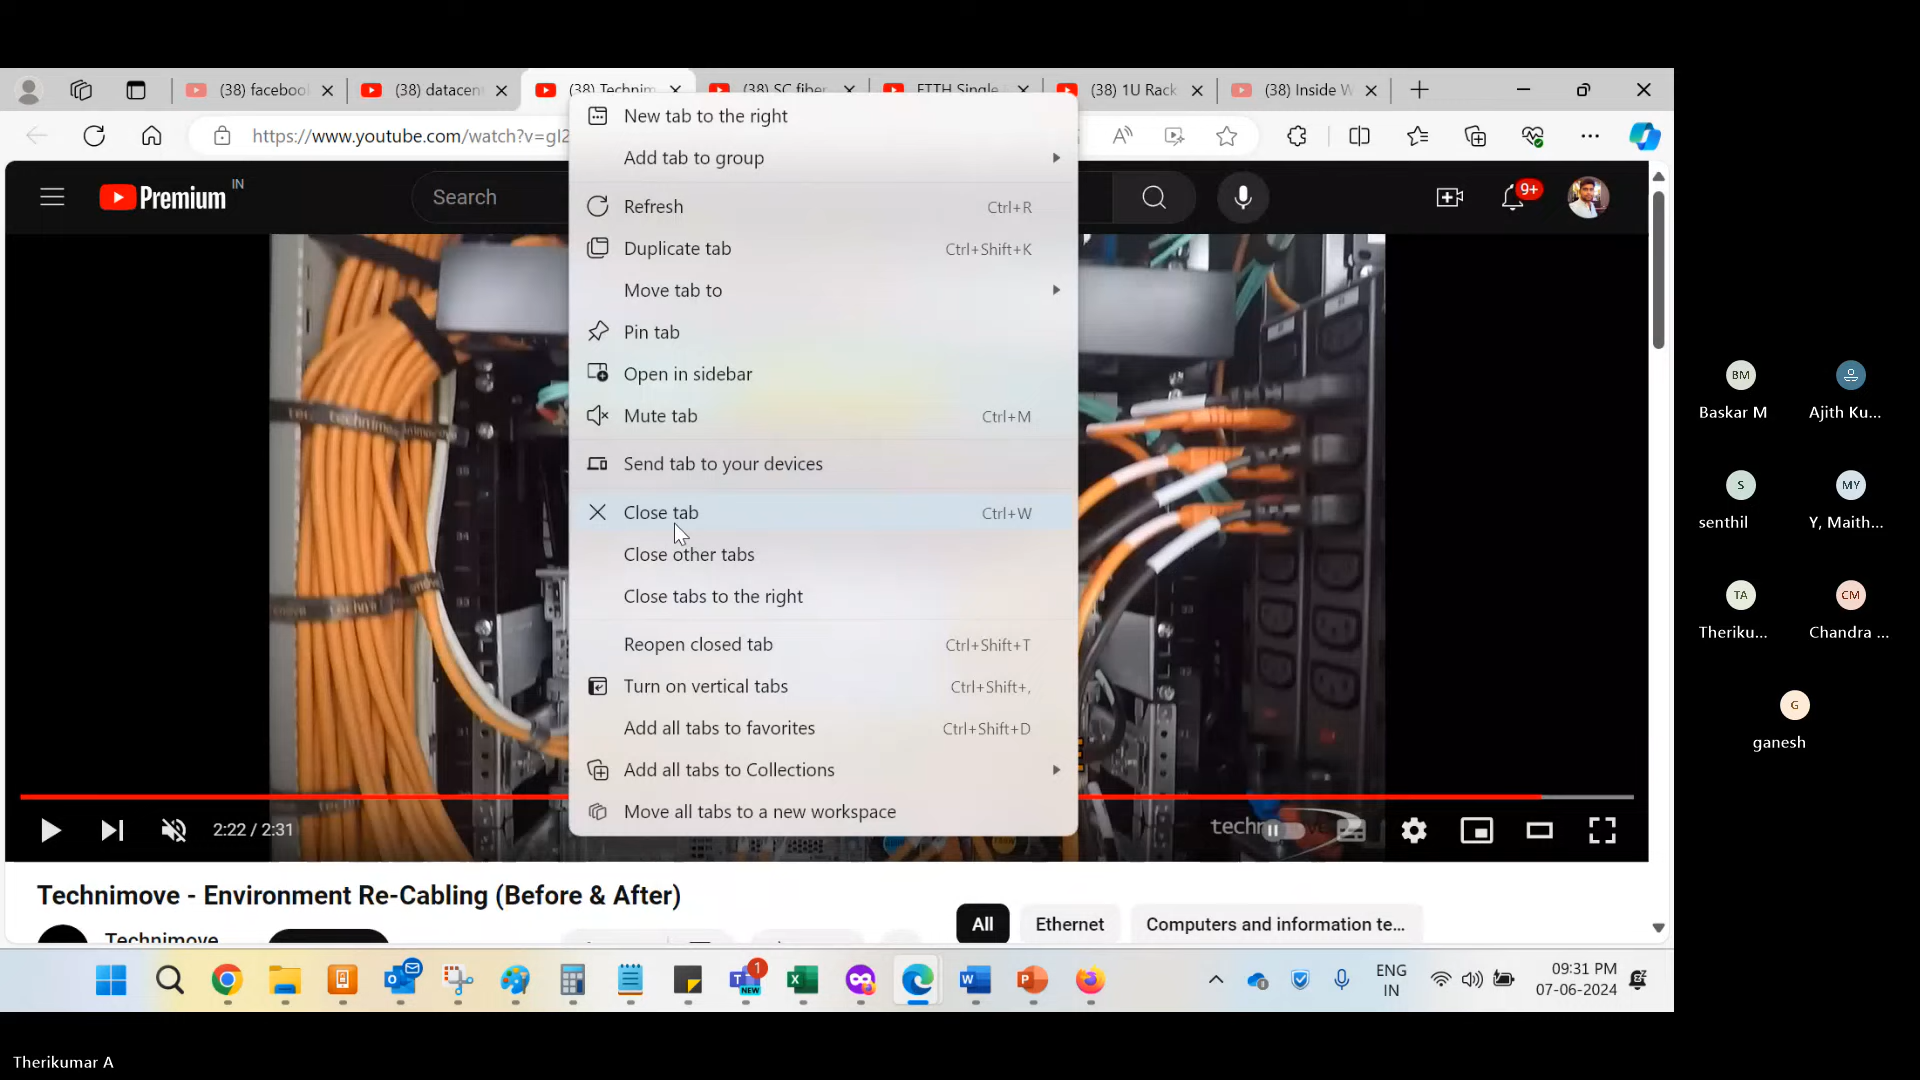 (38) facebook
(38) datacent
(38) Technim
(38) SC fiber
FTTH Single
(38) 1U Rack
(38) Inside W
https://www.youtube.com/watch?v=gI2
Premium IN
Search
9+
New tab to the right
Add tab to group
Refresh Ctrl+R
Duplicate tab Ctrl+Shift+K
Move tab to
Pin tab
Open in sidebar
Mute tab Ctrl+M
Send tab to your devices
Close tab Ctrl+W
Close other tabs
Close tabs to the right
Reopen closed tab Ctrl+Shift+T
Turn on vertical tabs Ctrl+Shift+,
Add all tabs to favorites Ctrl+Shift+D
Add all tabs to Collections
Move all tabs to a new workspace
2:22 / 2:31
Technimove - Environment Re-Cabling (Before & After)
Technimove
All
Ethernet
Computers and information te...
BM
Baskar M
Ajith Ku...
S
senthil
MY
Y, Maith...
TA
Theriku...
CM
Chandra ...
G
ganesh
1
NEW
ENG
IN
09:31 PM
07-06-2024
Therikumar A